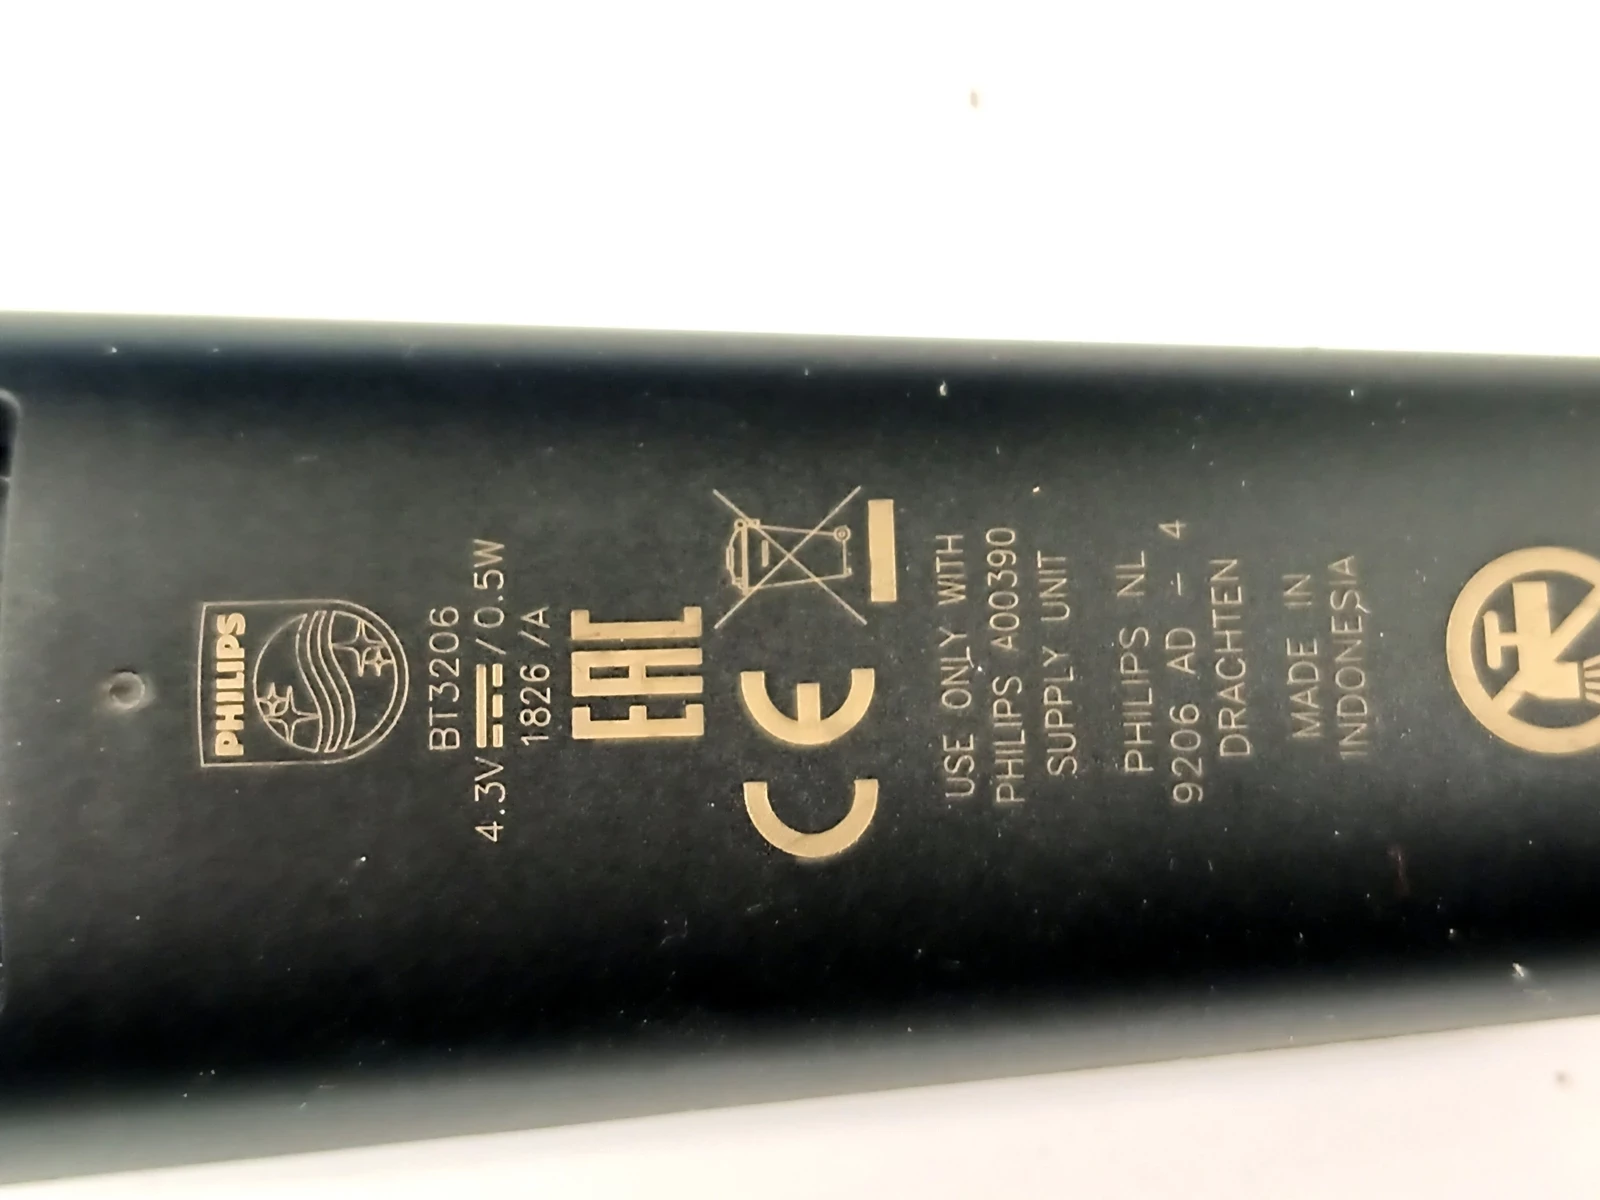 PHILIPS
BT3206
4.3V ⎓ / 0.5W
1826 /A
EAC
CE
USE ONLY WITH
PHILIPS A00390
SUPPLY UNIT
PHILIPS NL
9206 AD - 4
DRACHTEN
MADE IN
INDONESIA